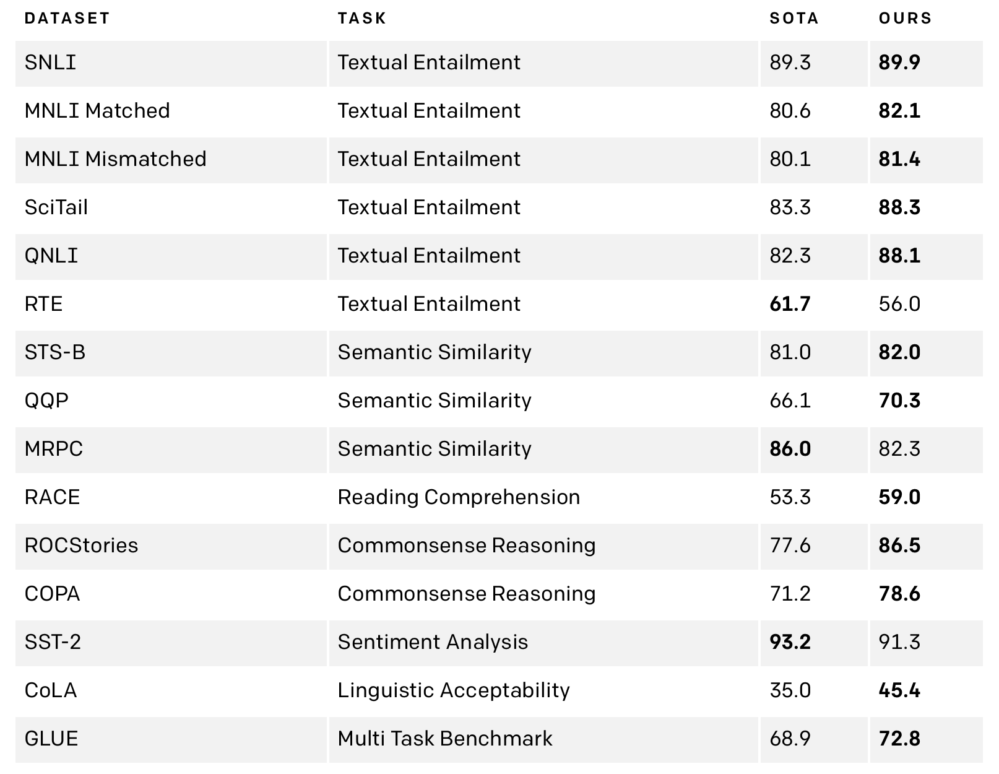 DATASET TASK SOTA OURS
SNLI Textual Entailment 89.3 89.9
MNLI Matched Textual Entailment 80.6 82.1
MNLI Mismatched Textual Entailment 80.1 81.4
SciTail Textual Entailment 83.3 88.3
QNLI Textual Entailment 82.3 88.1
RTE Textual Entailment 61.7 56.0
STS-B Semantic Similarity 81.0 82.0
QQP Semantic Similarity 66.1 70.3
MRPC Semantic Similarity 86.0 82.3
RACE Reading Comprehension 53.3 59.0
ROCStories Commonsense Reasoning 77.6 86.5
COPA Commonsense Reasoning 71.2 78.6
SST-2 Sentiment Analysis 93.2 91.3
CoLA Linguistic Acceptability 35.0 45.4
GLUE Multi Task Benchmark 68.9 72.8